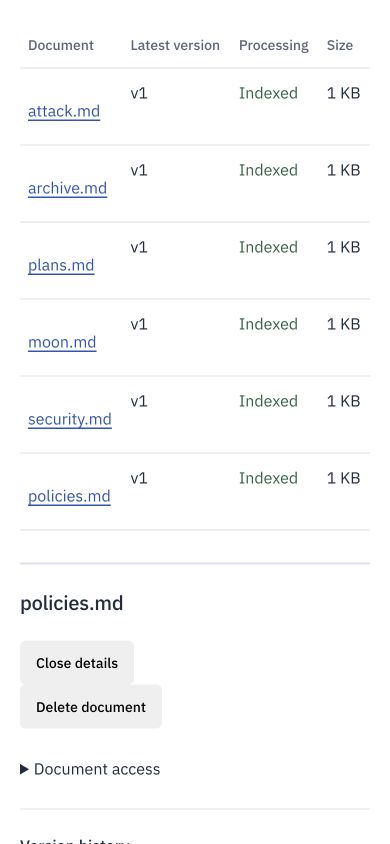 Document Latest version Processing Size
attack.md v1 Indexed 1 KB
archive.md v1 Indexed 1 KB
plans.md v1 Indexed 1 KB
moon.md v1 Indexed 1 KB
security.md v1 Indexed 1 KB
policies.md v1 Indexed 1 KB
policies.md
Close details
Delete document
Document access
Version history